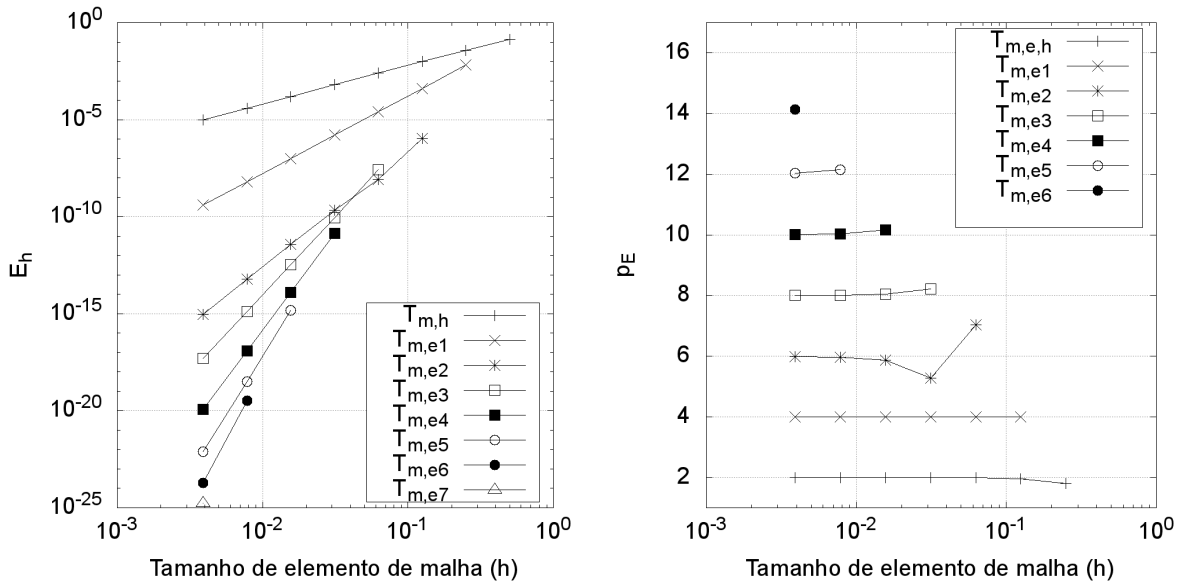 10^0
10^-5
10^-10
10^-15
10^-20
10^-25
E_h
T_m,h
T_m,e1
T_m,e2
T_m,e3
T_m,e4
T_m,e5
T_m,e6
T_m,e7
10^-3 10^-2 10^-1 10^0
Tamanho de elemento de malha (h)
16
14
12
10
8
6
4
2
p_E
T_m,e,h
T_m,e1
T_m,e2
T_m,e3
T_m,e4
T_m,e5
T_m,e6
10^-3 10^-2 10^-1 10^0
Tamanho de elemento de malha (h)